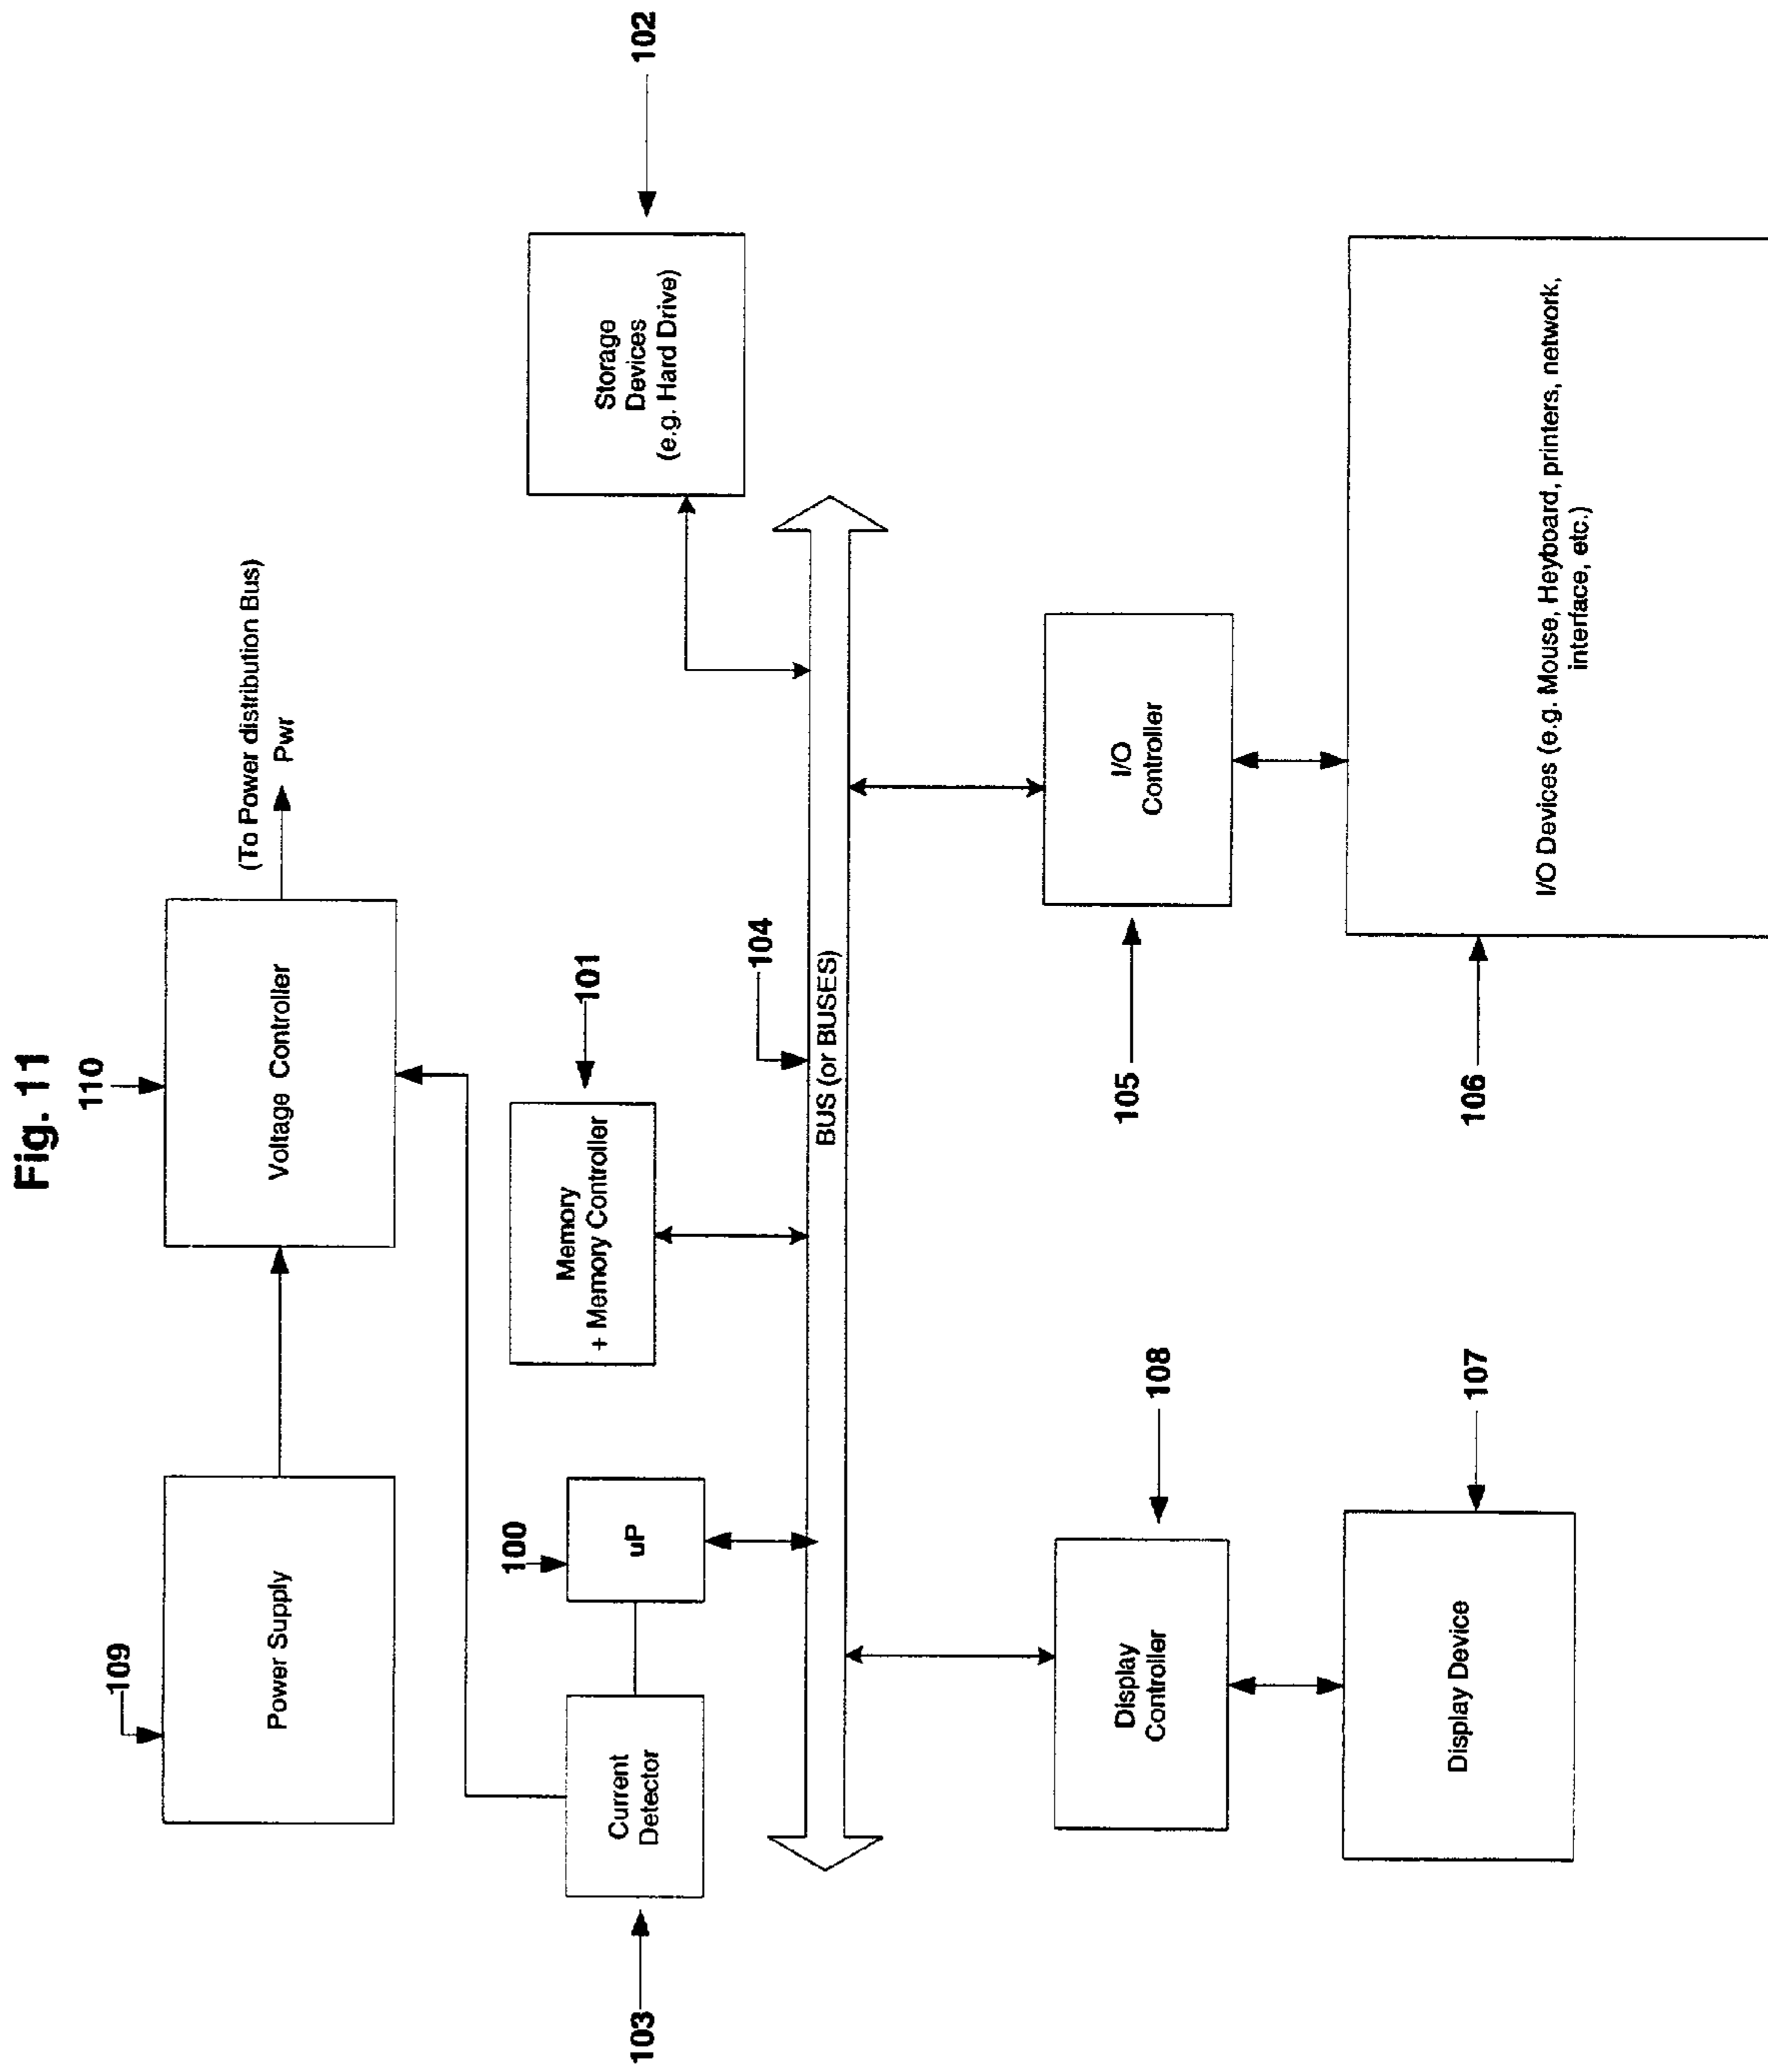 Fig. 11
109
110
Power Supply
Voltage Controller
(To Power distribution Bus)
Pwr
103
Current
Detector
100
uP
101
Memory
+ Memory Controller
102
Storage
Devices
(e.g. Hard Drive)
104
BUS (or BUSES)
108
Display
Controller
105
I/O
Controller
107
Display Device
106
I/O Devices (e.g. Mouse, Heyboard, printers, network,
interface, etc.)